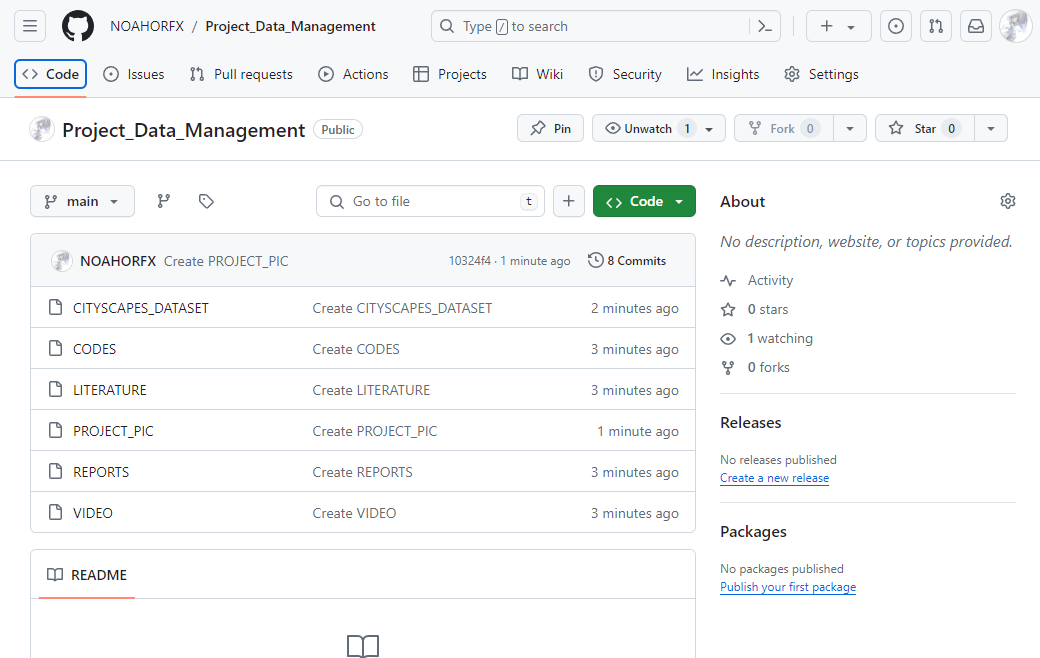 NOAHORFX / Project_Data_Management
Type / to search
Code Issues Pull requests Actions Projects Wiki Security Insights Settings
Project_Data_Management Public
Pin Unwatch 1 Fork 0 Star 0
main Go to file t + Code
NOAHORFX Create PROJECT_PIC 10324f4 · 1 minute ago 8 Commits
CITYSCAPES_DATASET Create CITYSCAPES_DATASET 2 minutes ago
CODES Create CODES 3 minutes ago
LITERATURE Create LITERATURE 3 minutes ago
PROJECT_PIC Create PROJECT_PIC 1 minute ago
REPORTS Create REPORTS 3 minutes ago
VIDEO Create VIDEO 3 minutes ago
README
About
No description, website, or topics provided.
Activity
0 stars
1 watching
0 forks
Releases
No releases published
Create a new release
Packages
No packages published
Publish your first package